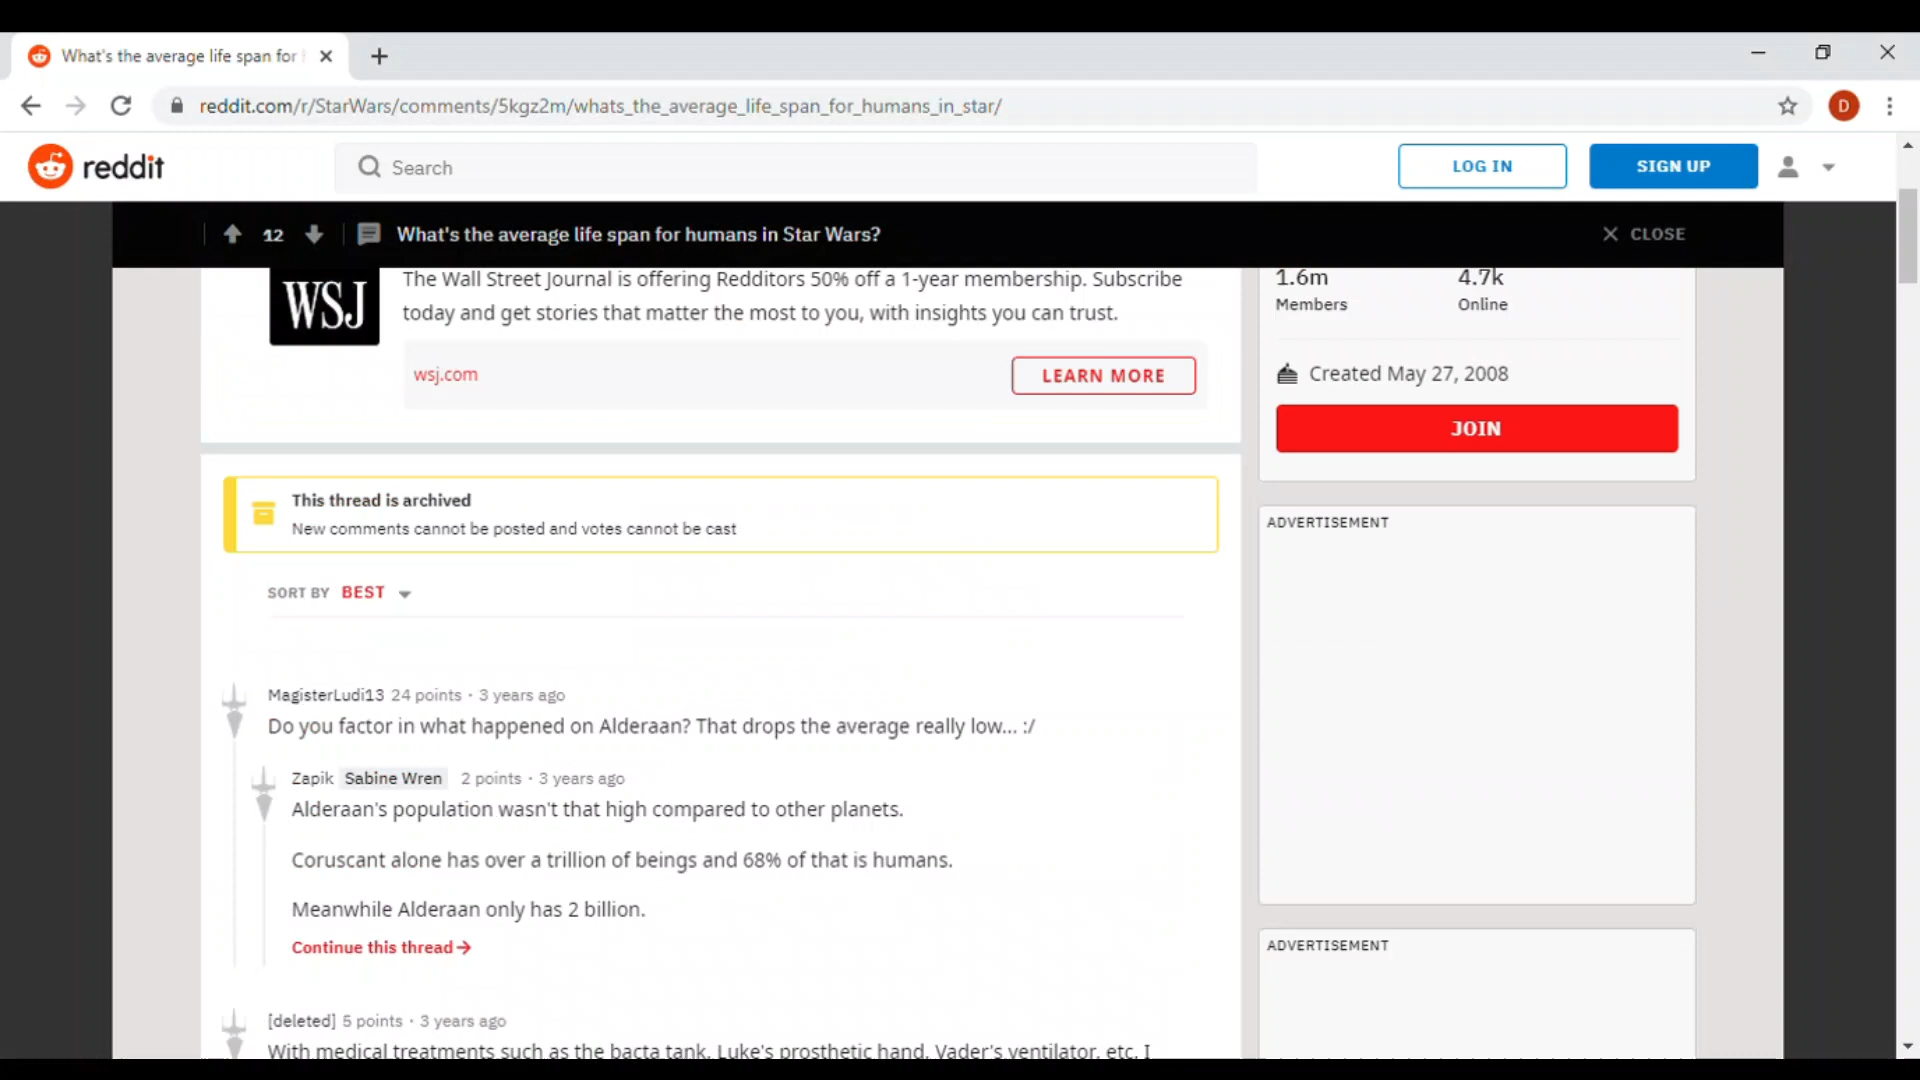 What's the average life span for
reddit.com/r/StarWars/comments/5kgz2m/whats_the_average_life_span_for_humans_in_star/
D
reddit
Search
LOG IN
SIGN UP
12
What's the average life span for humans in Star Wars?
CLOSE
WSJ
The Wall Street Journal is offering Redditors 50% off a 1-year membership. Subscribe
today and get stories that matter the most to you, with insights you can trust.
wsj.com
LEARN MORE
1.6m
4.7k
Members
Online
Created May 27, 2008
JOIN
ADVERTISEMENT
This thread is archived
New comments cannot be posted and votes cannot be cast
SORT BY BEST
MagisterLudi13 24 points · 3 years ago
Do you factor in what happened on Alderaan? That drops the average really low... :/
Zapik Sabine Wren 2 points · 3 years ago
Alderaan's population wasn't that high compared to other planets.
Coruscant alone has over a trillion of beings and 68% of that is humans.
Meanwhile Alderaan only has 2 billion.
Continue this thread
ADVERTISEMENT
[deleted] 5 points · 3 years ago
With medical treatments such as the bacta tank, Luke's prosthetic hand, Vader's ventilator, etc. I